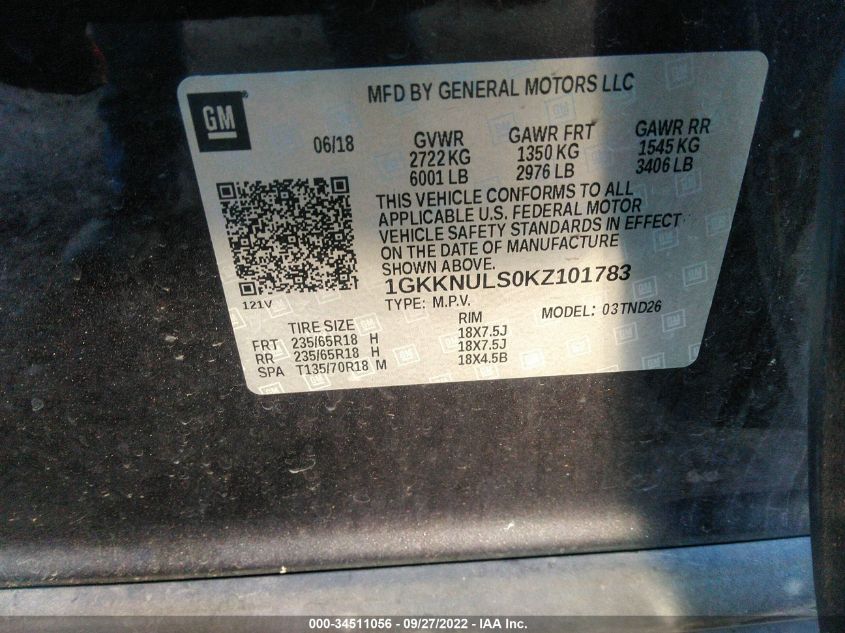 MFD BY GENERAL MOTORS LLC
GM
06/18
GVWR GAWR FRT GAWR RR
2722 KG 1350 KG 1545 KG
6001 LB 2976 LB 3406 LB
THIS VEHICLE CONFORMS TO ALL
APPLICABLE U.S. FEDERAL MOTOR
VEHICLE SAFETY STANDARDS IN EFFECT
ON THE DATE OF MANUFACTURE
SHOWN ABOVE.
1GKKNULS0KZ101783
121V
TYPE: M.P.V. MODEL: 03TND26
TIRE SIZE RIM
FRT 235/65R18 H 18X7.5J
RR 235/65R18 H 18X7.5J
SPA T135/70R18 M 18X4.5B
000-34511056 - 09/27/2022 - IAA Inc.